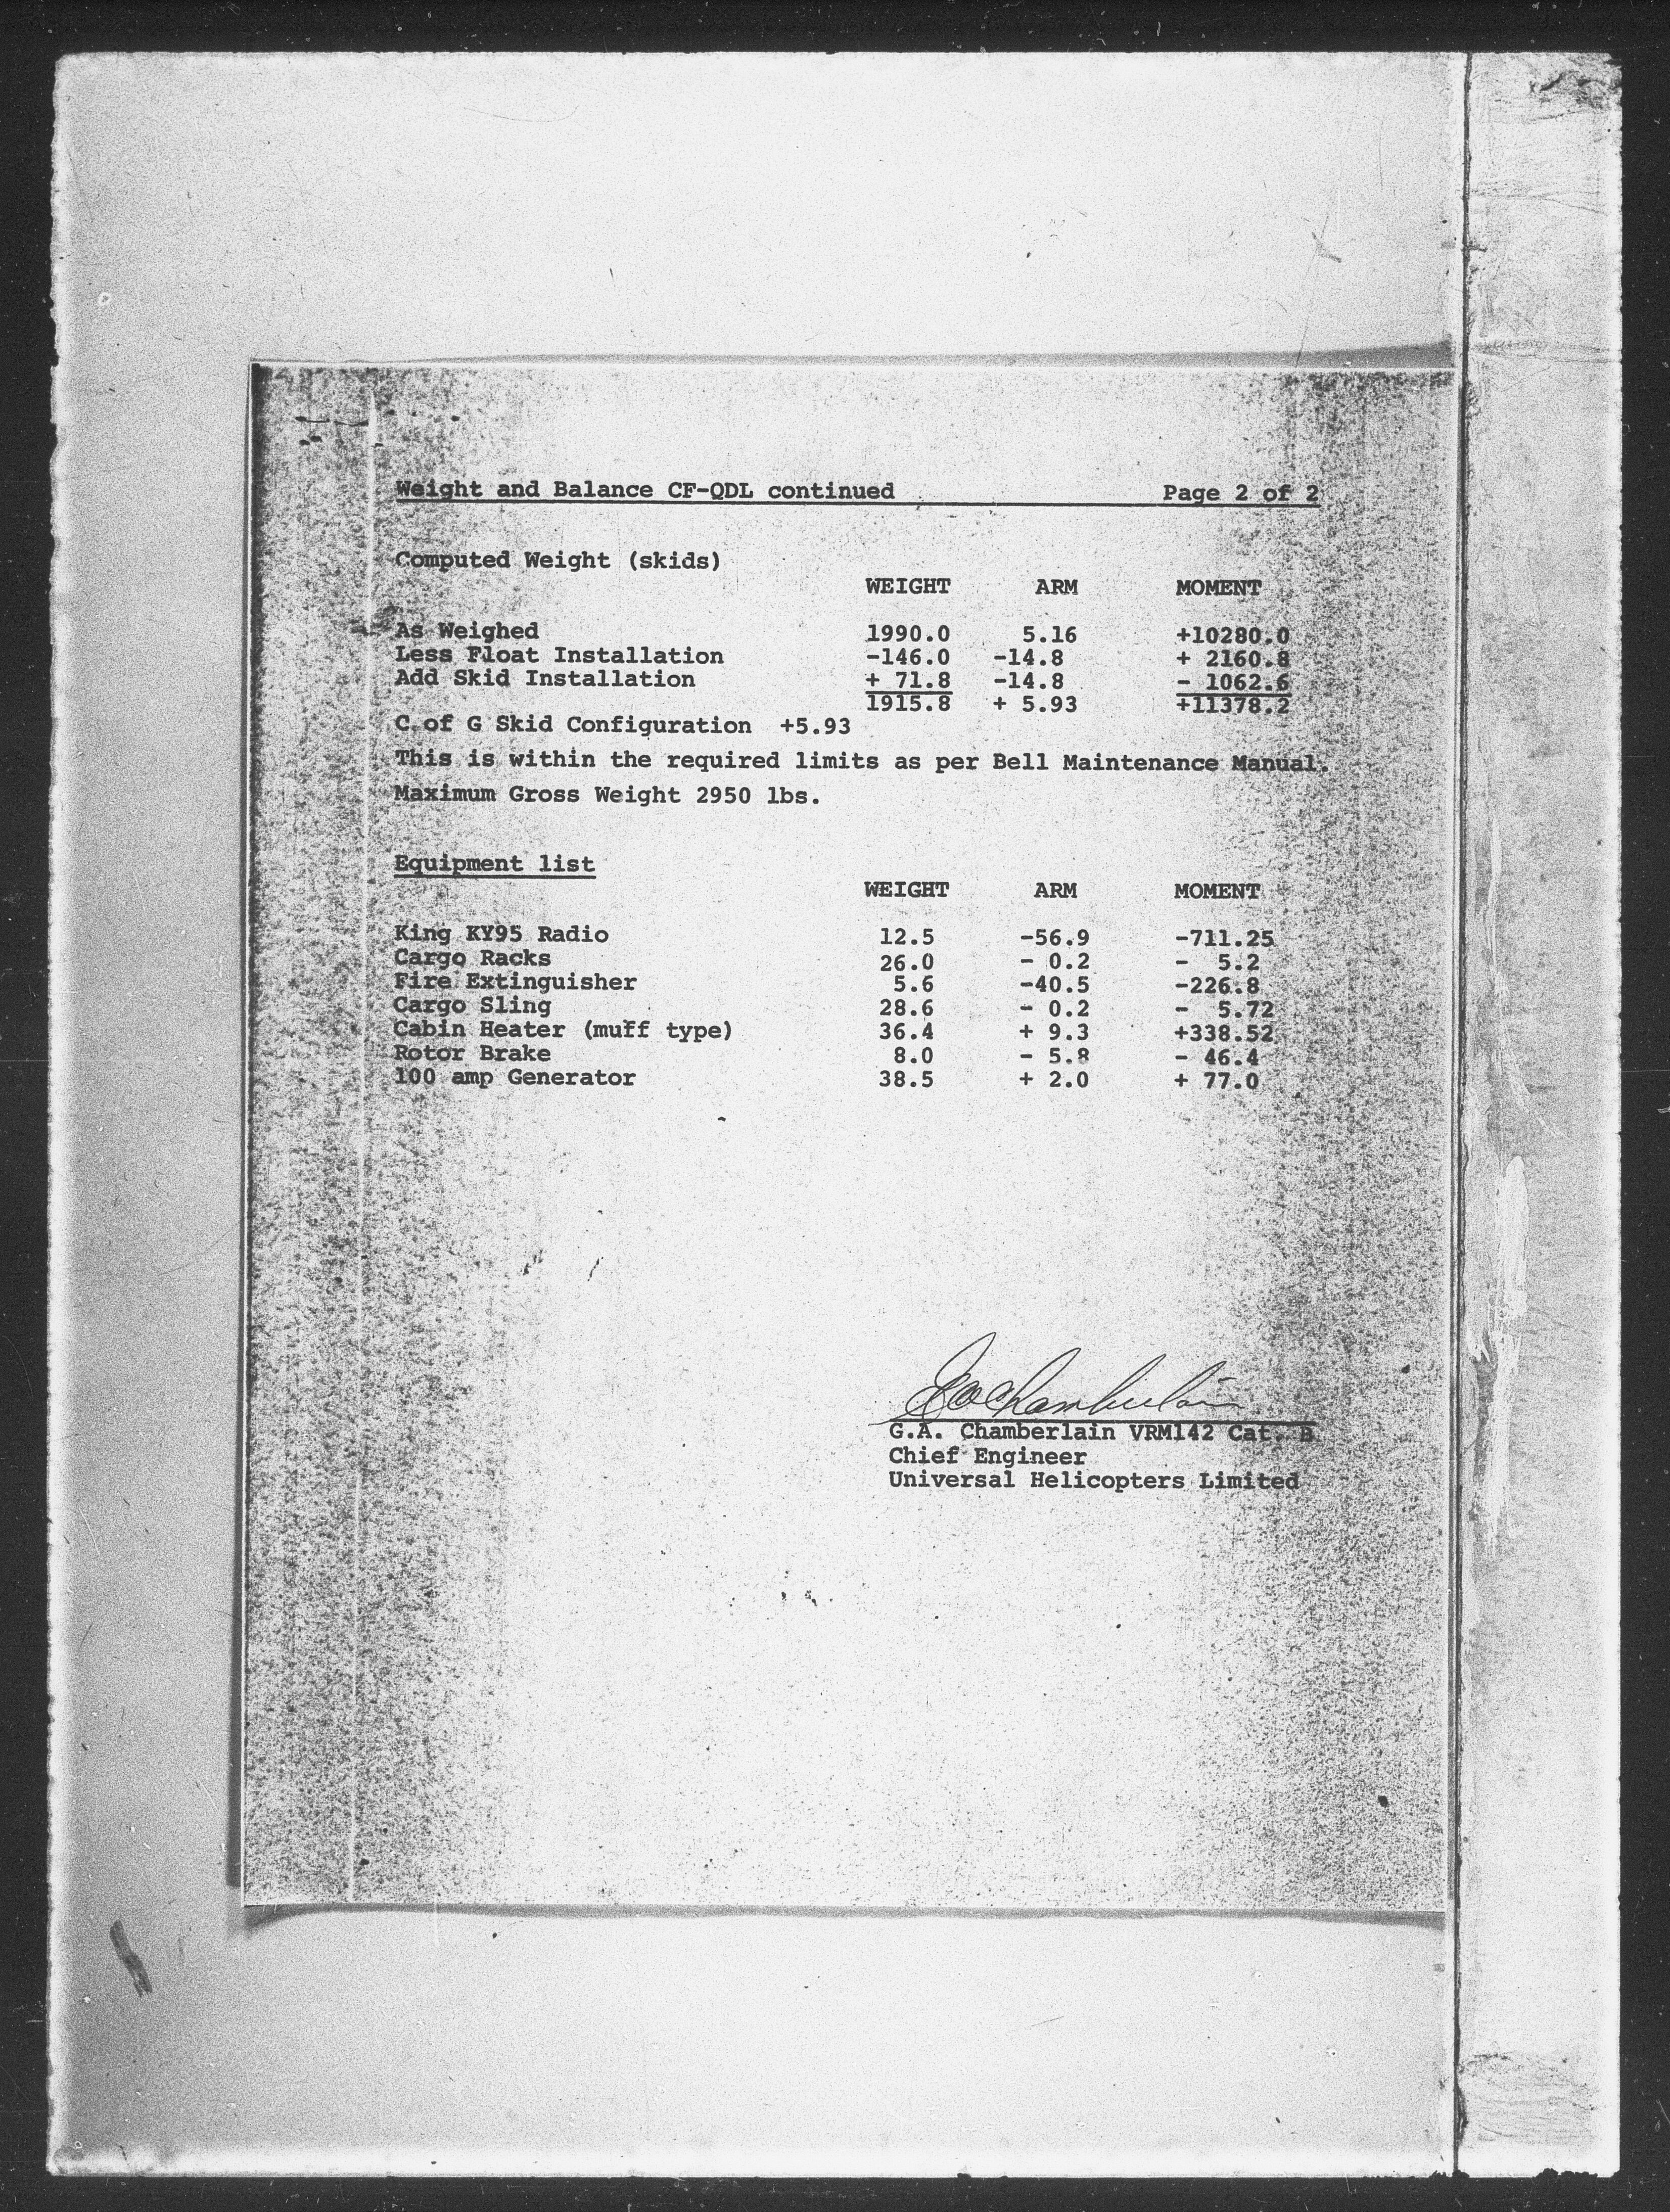 Weight and Balance CF-QDL continued Page 2 of 2
Computed Weight (skids)
WEIGHT ARM MOMENT
As Weighed 1990.0 5.16 +10280.0
Less Float Installation -146.0 -14.8 + 2160.8
Add Skid Installation + 71.8 -14.8 - 1062.6
1915.8 + 5.93 +11378.2
C of G Skid Configuration +5.93
This is within the required limits as per Bell Maintenance Manual.
Maximum Gross Weight 2950 lbs.
Equipment list
WEIGHT ARM MOMENT
King KY95 Radio 12.5 -56.9 -711.25
Cargo Racks 26.0 - 0.2 - 5.2
Fire Extinguisher 5.6 -40.5 -226.8
Cargo Sling 28.6 - 0.2 - 5.72
Cabin Heater (muff type) 36.4 + 9.3 +338.52
Rotor Brake 8.0 - 5.8 - 46.4
100 amp Generator 38.5 + 2.0 + 77.0
G A Chamberlain
G.A. Chamberlain VRM142 Cat. B
Chief Engineer
Universal Helicopters Limited